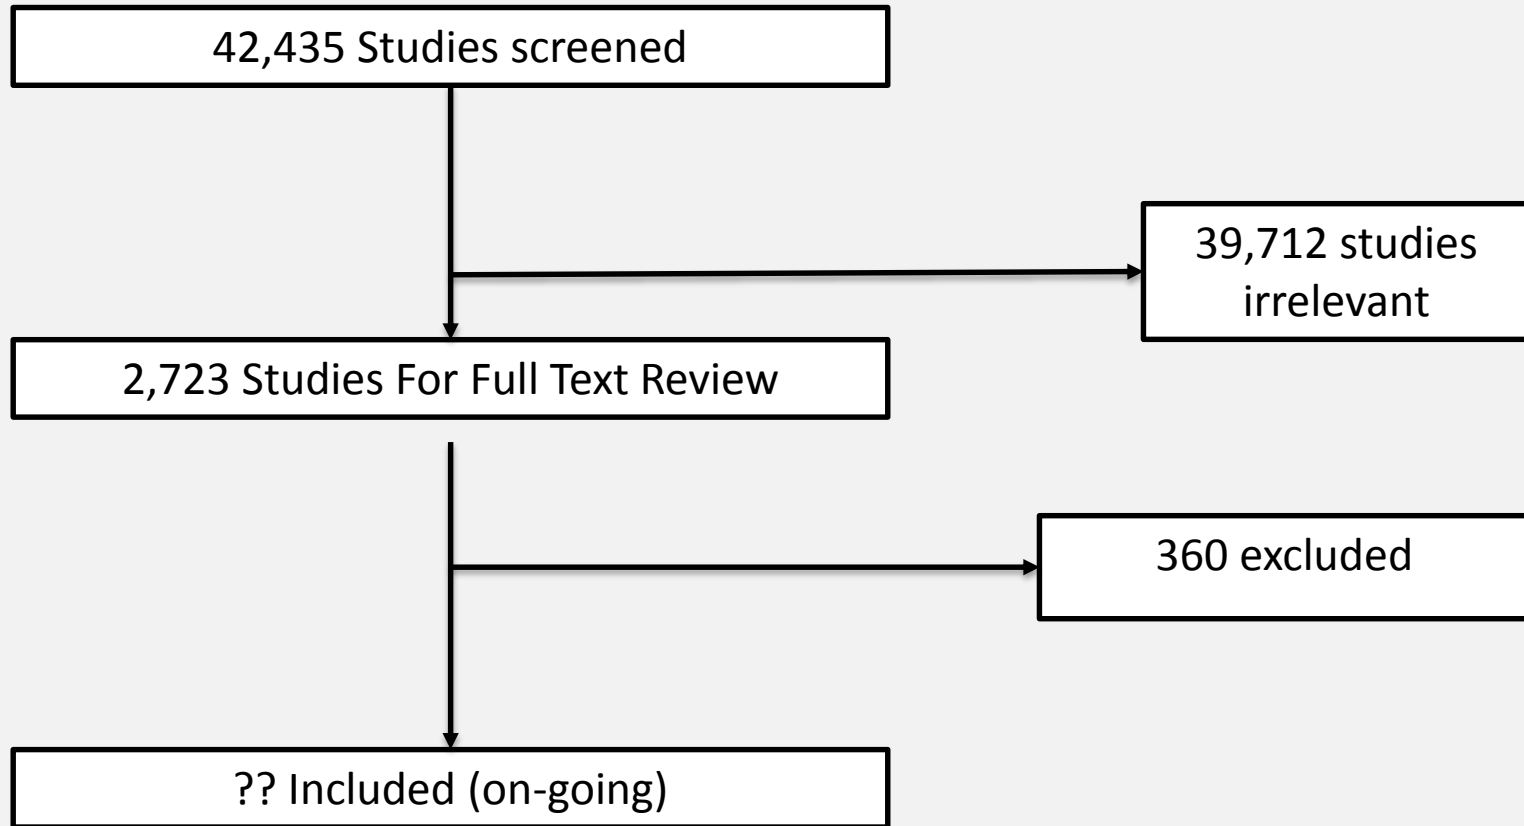 42,435 Studies screened
39,712 studies
irrelevant
2,723 Studies For Full Text Review
360 excluded
?? Included (on-going)